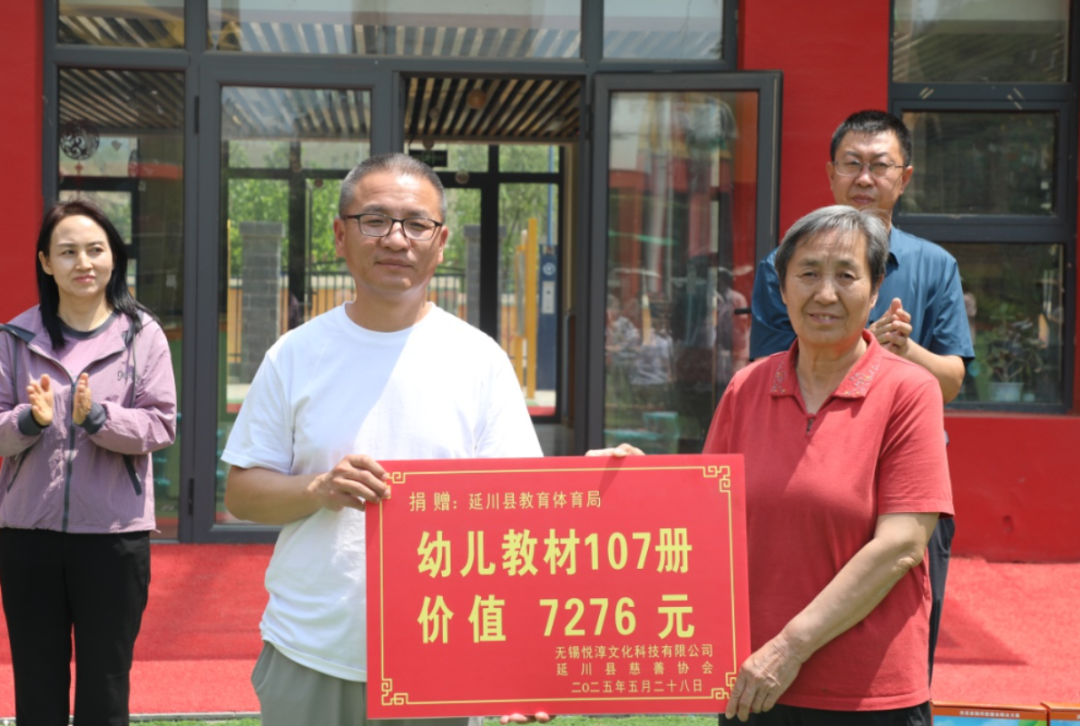 捐赠：延川县教育体育局
幼儿教材107册
价值 7276 元
无锡悦淳文化科技有限公司
延川县慈善协会
二〇二五年五月二十八日